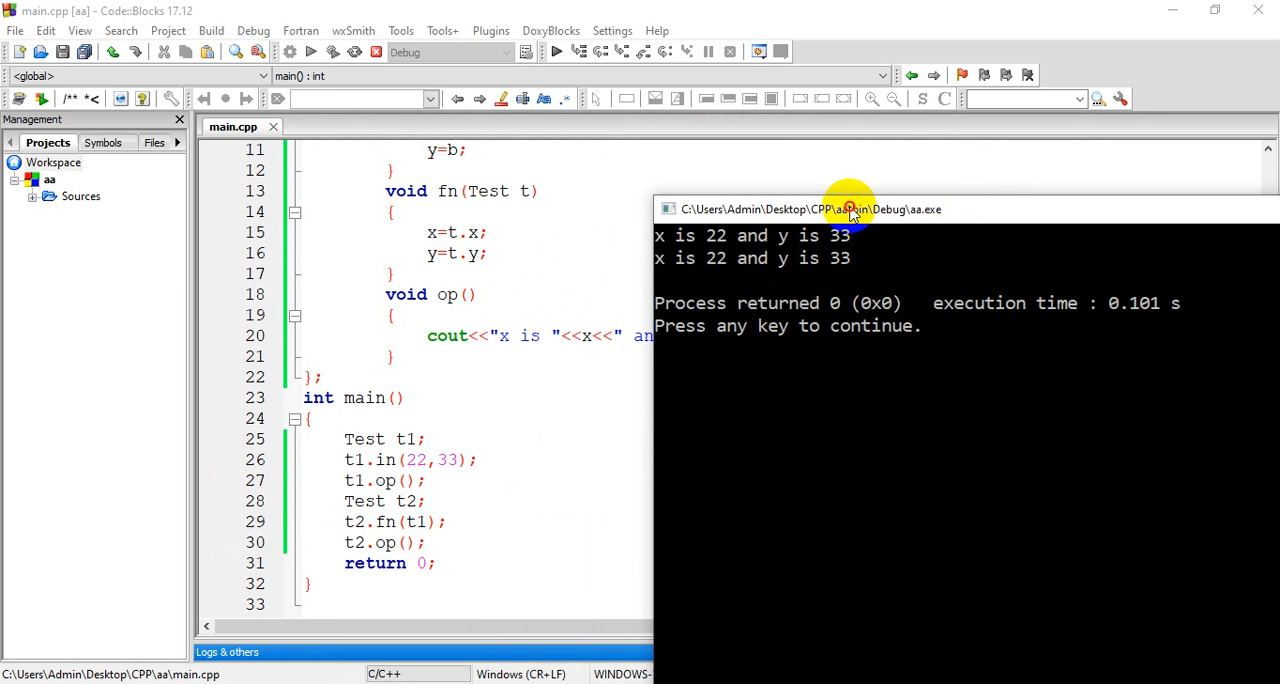 main.cpp [aa] - Code::Blocks 17.12
File Edit View Search Project Build Debug Fortran wxSmith Tools Tools+ Plugins DoxyBlocks Settings Help
Debug
<global> main() : int
/** *<
S C
Management
main.cpp
Projects Symbols Files
Workspace
aa
Sources
11 y=b;
12 }
13 void fn(Test t)
14 {
15 x=t.x;
16 y=t.y;
17 }
18 void op()
19 {
20 cout<<"x is "<<x<<" an
21 }
22 };
23 int main()
24 {
25 Test t1;
26 t1.in(22,33);
27 t1.op();
28 Test t2;
29 t2.fn(t1);
30 t2.op();
31 return 0;
32 }
33
C:\Users\Admin\Desktop\CPP\aa\bin\Debug\aa.exe
x is 22 and y is 33
x is 22 and y is 33
Process returned 0 (0x0) execution time : 0.101 s
Press any key to continue.
Logs & others
C:\Users\Admin\Desktop\CPP\aa\main.cpp C/C++ Windows (CR+LF) WINDOWS-